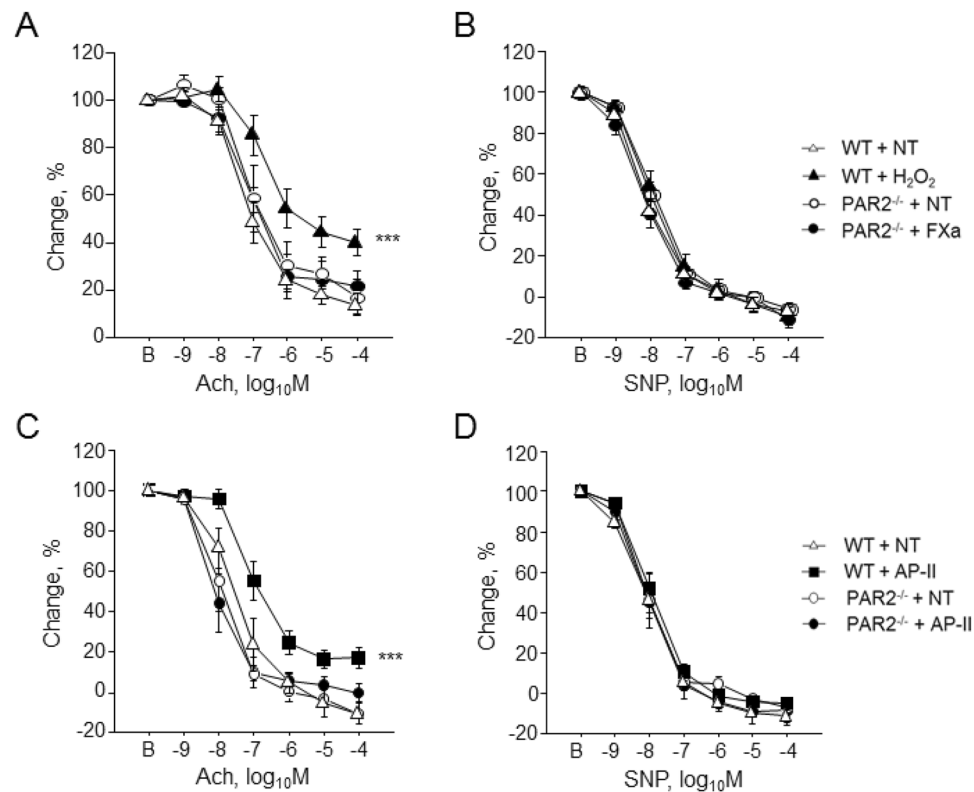 A
120
100
80
60
40
20
0
Change, %
***
B -9 -8 -7 -6 -5 -4
Ach, log₁₀M
B
120
100
80
60
40
20
0
-20
Change, %
B -9 -8 -7 -6 -5 -4
SNP, log₁₀M
WT + NT
WT + H₂O₂
PAR2⁻/⁻ + NT
PAR2⁻/⁻ + FXa
C
120
100
80
60
40
20
0
-20
Change, %
***
B -9 -8 -7 -6 -5 -4
Ach, log₁₀M
D
120
100
80
60
40
20
0
-20
Change, %
B -9 -8 -7 -6 -5 -4
SNP, log₁₀M
WT + NT
WT + AP-II
PAR2⁻/⁻ + NT
PAR2⁻/⁻ + AP-II